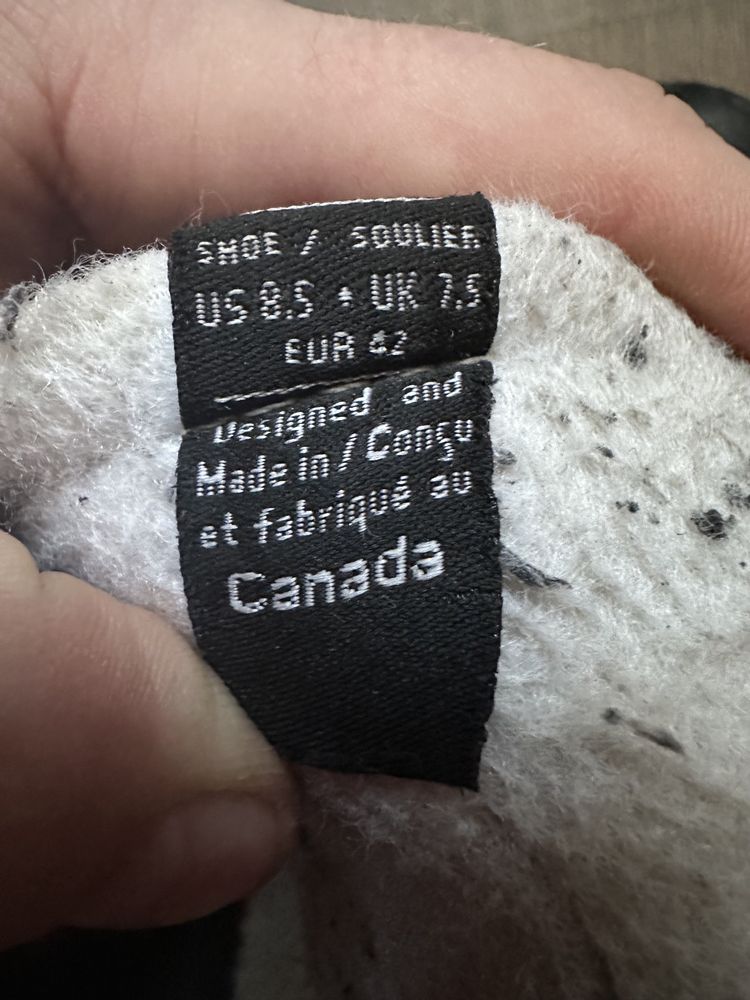 SHOE / SOULIER
US 8.5 • UK 7.5
EUR 42
Designed and
Made in / Conçu
et fabriqué au
Canada